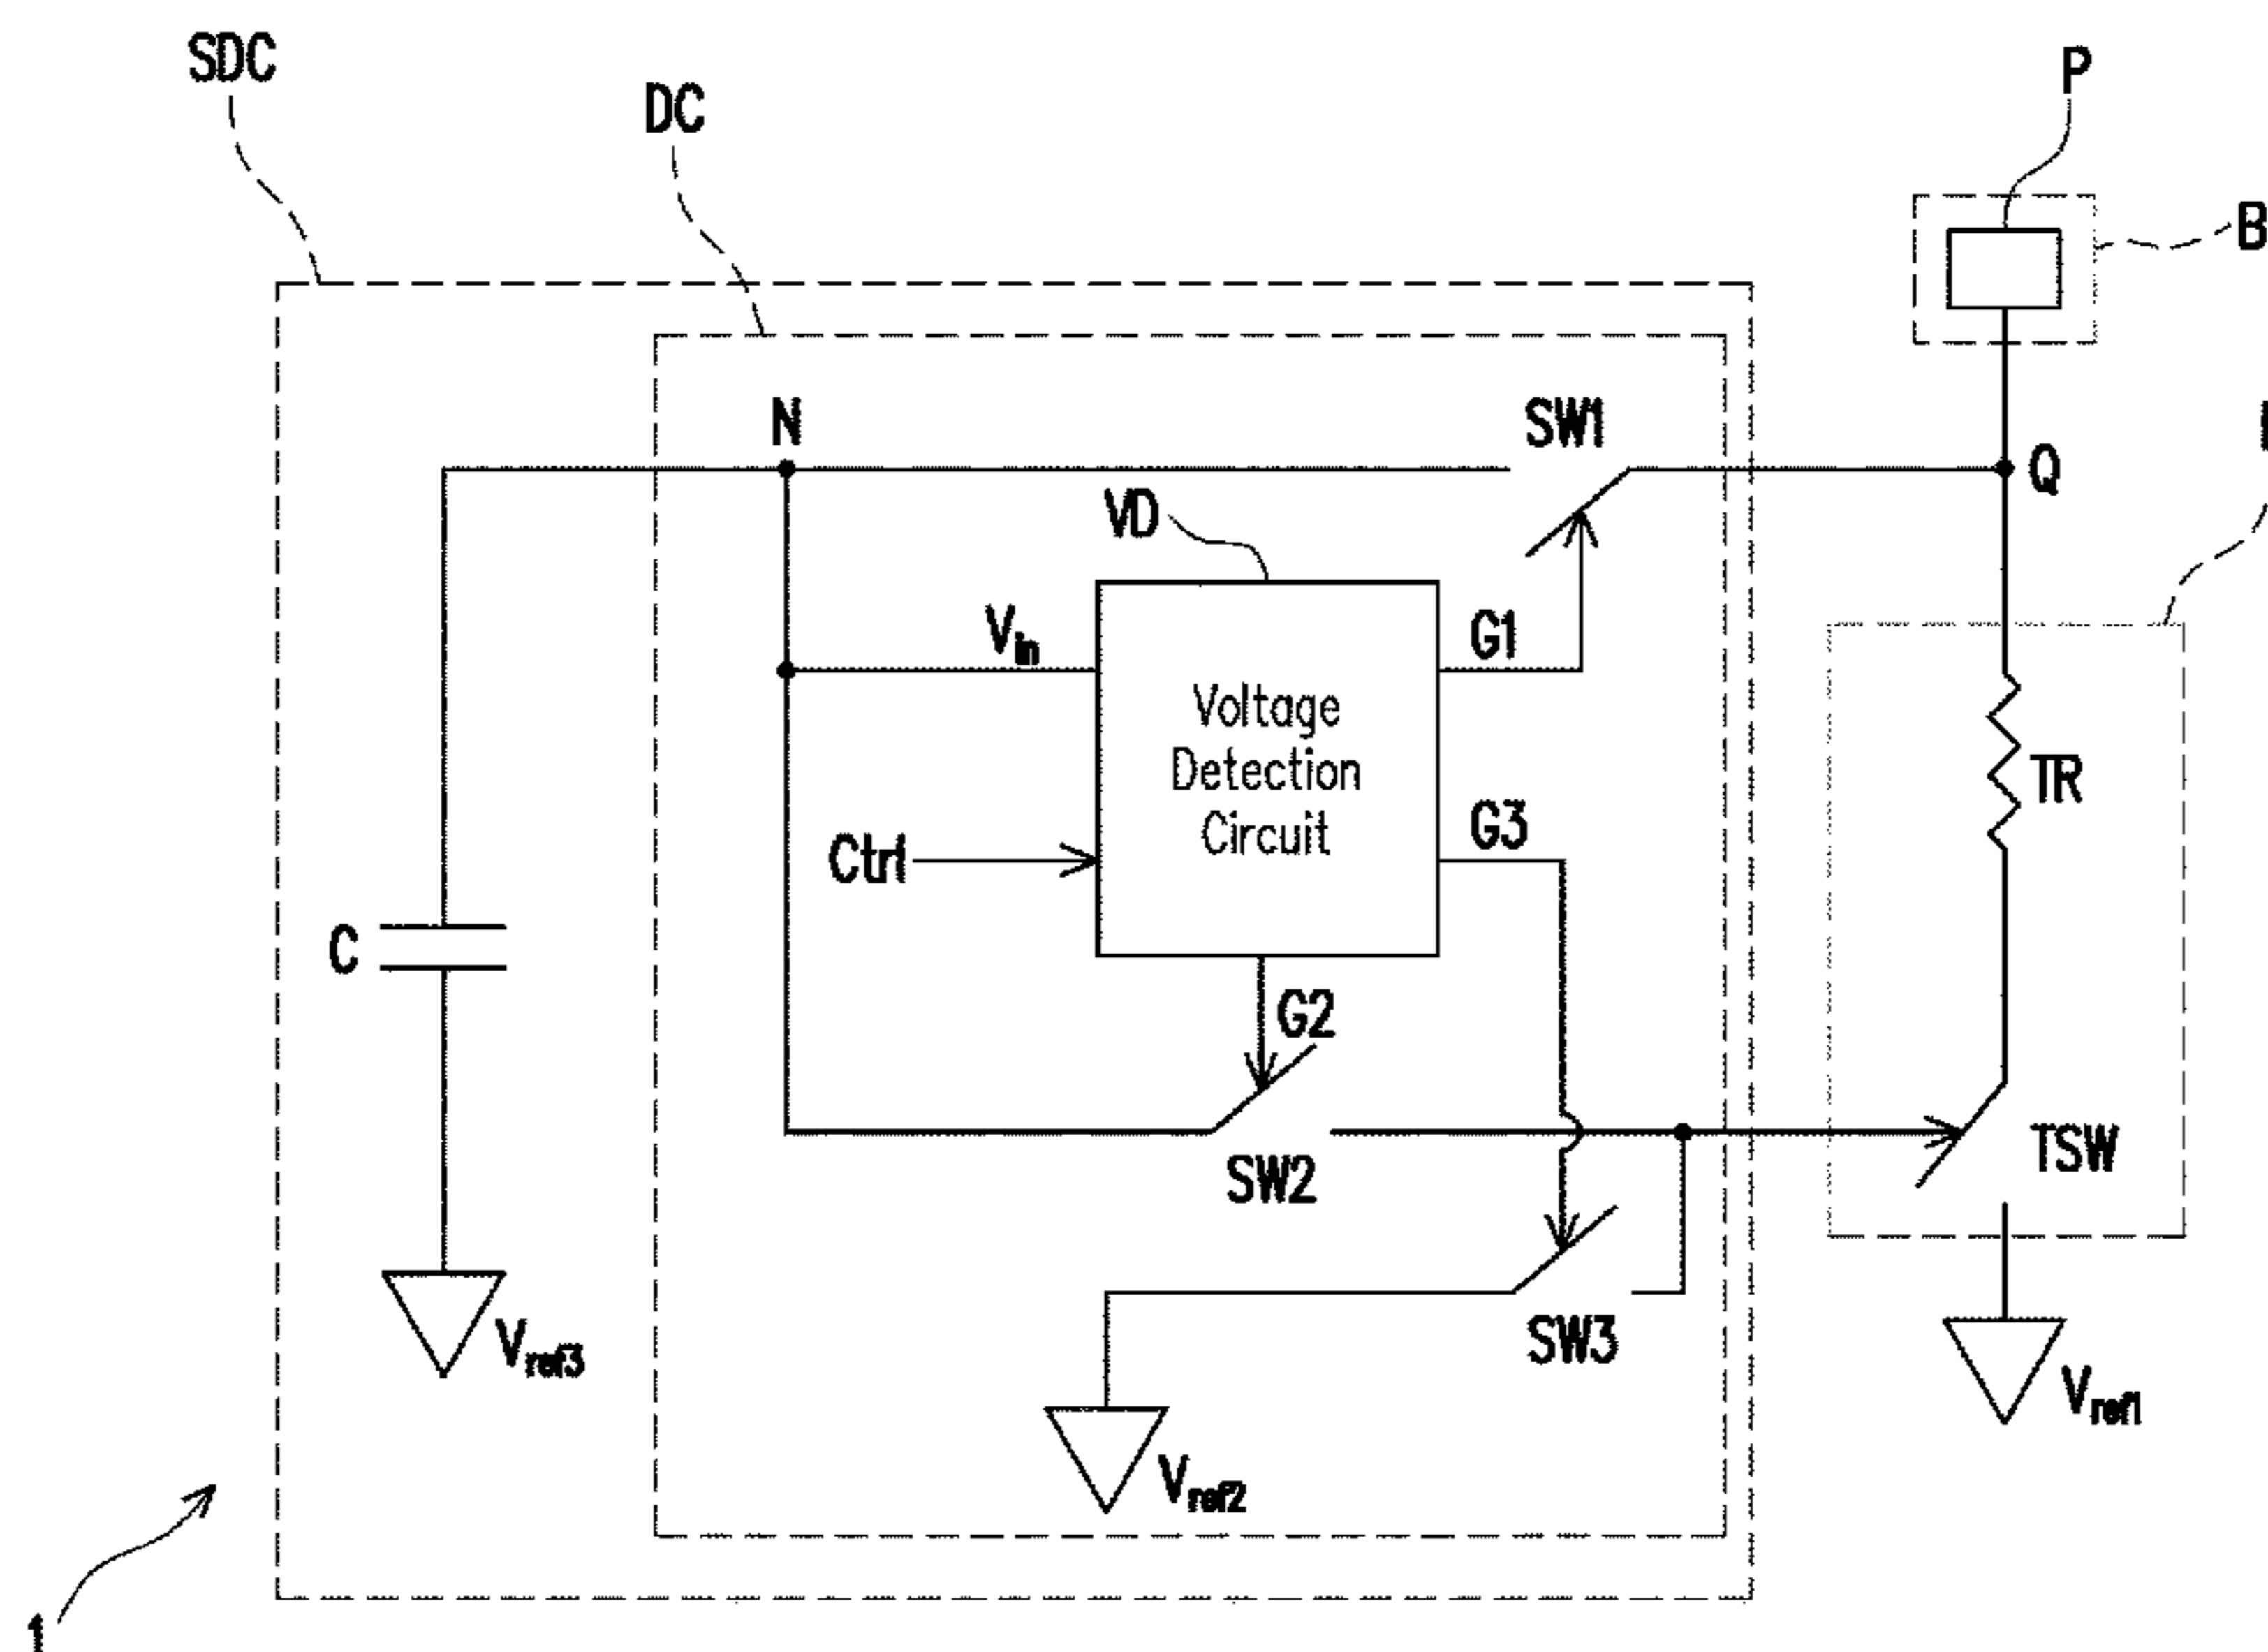 SDC
DC
P
B
N
SW1
Q
VD
Vin
G1
Voltage
Detection
Circuit
TR
Ctrl
G3
C
G2
TSW
SW2
SW3
Vref3
Vref1
Vref2
1